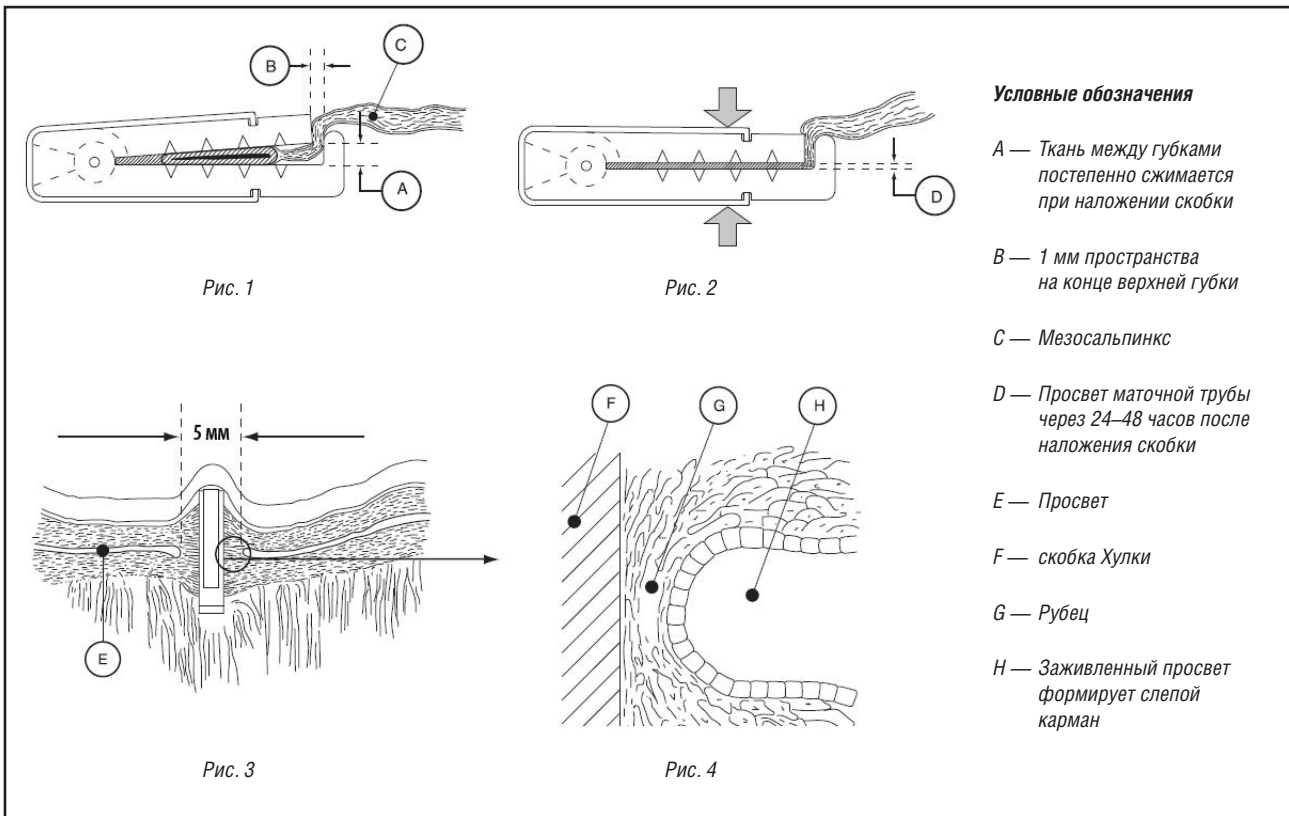 B
C
A
Рис. 1
D
Рис. 2
5 мм
E
Рис. 3
F
G
H
Рис. 4
Условные обозначения
A — Ткань между губками
постепенно сжимается
при наложении скобки
B — 1 мм пространства
на конце верхней губки
C — Мезосальпинкс
D — Просвет маточной трубы
через 24–48 часов после
наложения скобки
E — Просвет
F — скобка Хулки
G — Рубец
H — Заживленный просвет
формирует слепой
карман